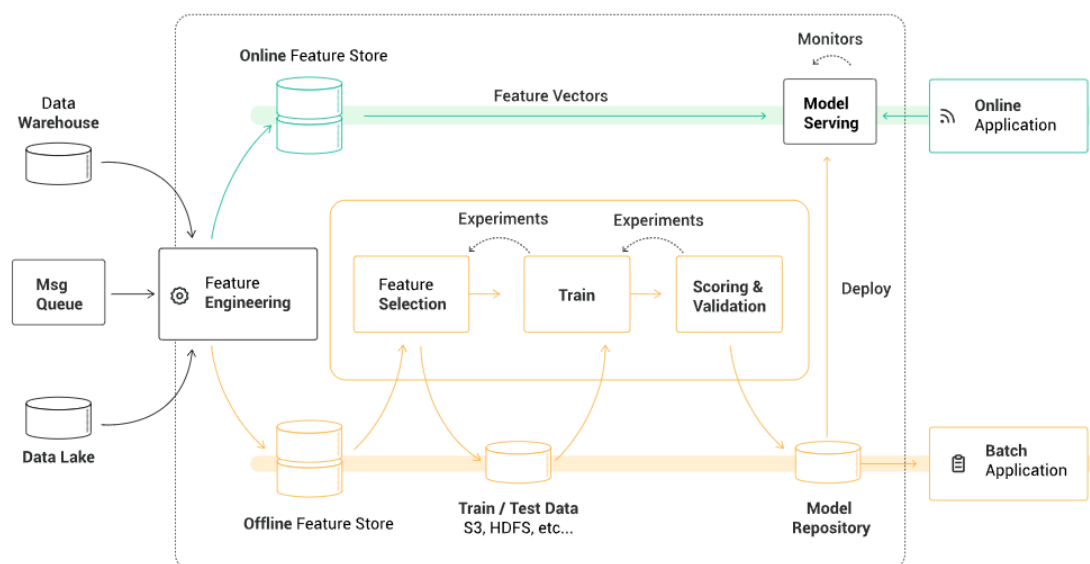 Monitors
Online Feature Store
Data
Warehouse
Feature Vectors
Model
Serving
Online
Application
Experiments
Experiments
Msg
Queue
Feature
Engineering
Feature
Selection
Train
Scoring &
Validation
Deploy
Data Lake
Batch
Application
Offline Feature Store
Train / Test Data
S3, HDFS, etc...
Model
Repository